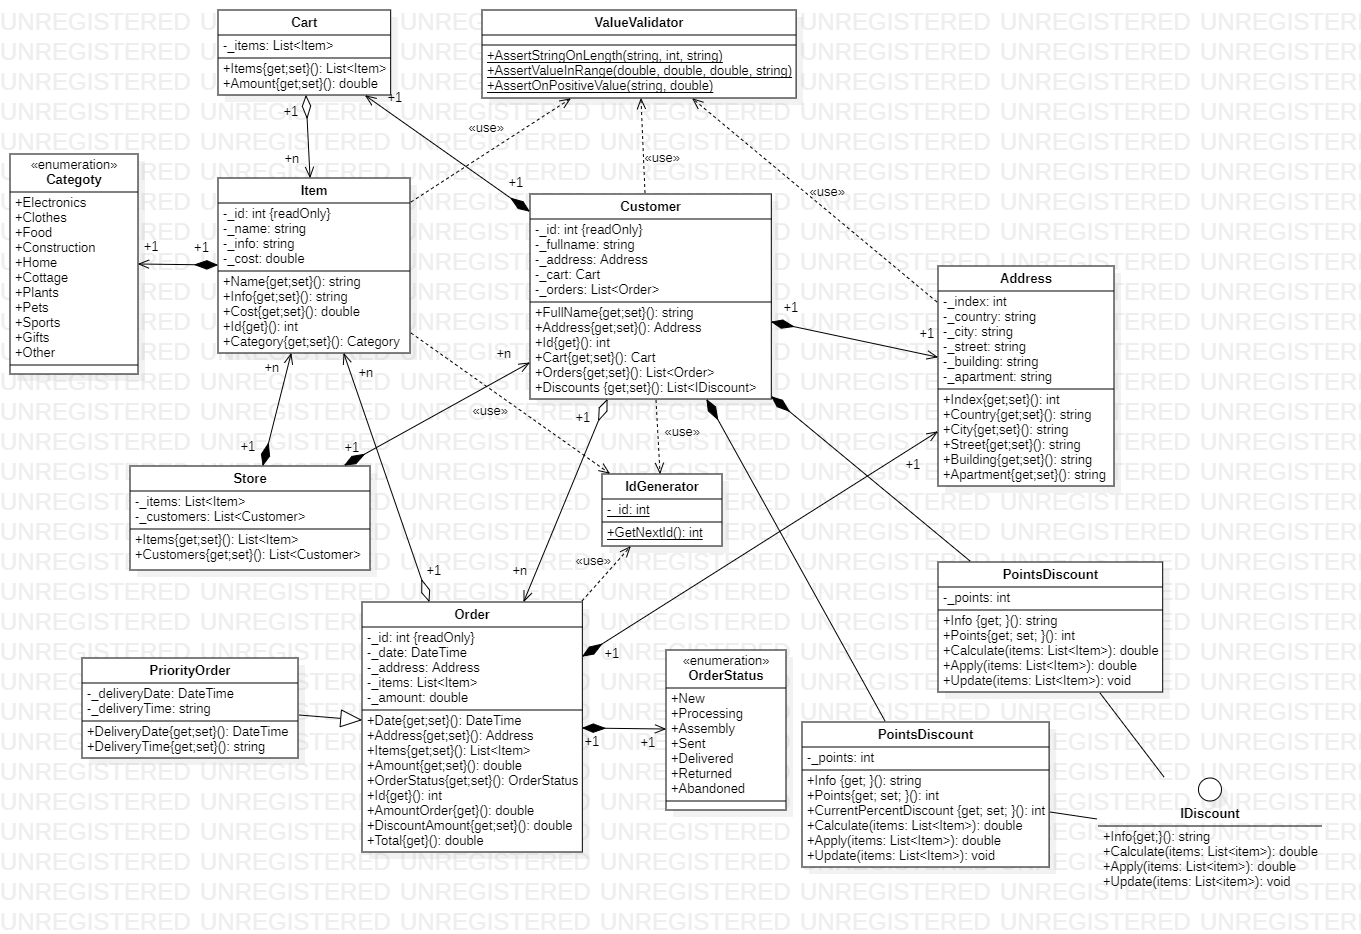 Cart
-_items: List<Item>
+Items{get;set}(): List<Item>
+Amount{get;set}(): double
ValueValidator
+AssertStringOnLength(string, int, string)
+AssertValueInRange(double, double, double, string)
+AssertOnPositiveValue(string, double)
+1
+1
+n
«use»
«use»
«use»
+1
«enumeration»
Categoty
+Electronics
+Clothes
+Food
+Construction
+Home
+Cottage
+Plants
+Pets
+Sports
+Gifts
+Other
+1
+1
Item
-_id: int {readOnly}
-_name: string
-_info: string
-_cost: double
+Name{get;set}(): string
+Info{get;set}(): string
+Cost{get;set}(): double
+Id{get}(): int
+Category{get;set}(): Category
Customer
-_id: int {readOnly}
-_fullname: string
-_address: Address
-_cart: Cart
-_orders: List<Order>
+FullName{get;set}(): string
+Address{get;set}(): Address
+Id{get}(): int
+Cart{get;set}(): Cart
+Orders{get;set}(): List<Order>
+Discounts {get;set}(): List<IDiscount>
+1
+1
Address
-_index: int
-_country: string
-_city: string
-_street: string
-_building: string
-_apartment: string
+Index{get;set}(): int
+Country{get;set}(): string
+City{get;set}(): string
+Street{get;set}(): string
+Building{get;set}(): string
+Apartment{get;set}(): string
+n
+n
+n
+1
+1
«use»
+1
«use»
+1
Store
-_items: List<Item>
-_customers: List<Customer>
+Items{get;set}(): List<Item>
+Customers{get;set}(): List<Customer>
IdGenerator
-_id: int
+GetNextId(): int
+1
+n
«use»
Order
-_id: int {readOnly}
-_date: DateTime
-_address: Address
-_items: List<Item>
-_amount: double
+Date{get;set}(): DateTime
+Address{get;set}(): Address
+Items{get;set}(): List<Item>
+Amount{get;set}(): double
+OrderStatus{get;set}(): OrderStatus
+Id{get}(): int
+AmountOrder{get}(): double
+DiscountAmount{get;set}(): double
+Total{get}(): double
+1
+1
+1
PriorityOrder
-_deliveryDate: DateTime
-_deliveryTime: string
+DeliveryDate{get;set}(): DateTime
+DeliveryTime{get;set}(): string
«enumeration»
OrderStatus
+New
+Processing
+Assembly
+Sent
+Delivered
+Returned
+Abandoned
PointsDiscount
-_points: int
+Info {get; }(): string
+Points{get; set; }(): int
+Calculate(items: List<Item>): double
+Apply(items: List<Item>): double
+Update(items: List<Item>): void
PointsDiscount
-_points: int
+Info {get; }(): string
+Points{get; set; }(): int
+CurrentPercentDiscount {get; set; }(): int
+Calculate(items: List<Item>): double
+Apply(items: List<Item>): double
+Update(items: List<Item>): void
IDiscount
+Info{get;}(): string
+Calculate(items: List<item>): double
+Apply(items: List<item>): double
+Update(items: List<item>): void